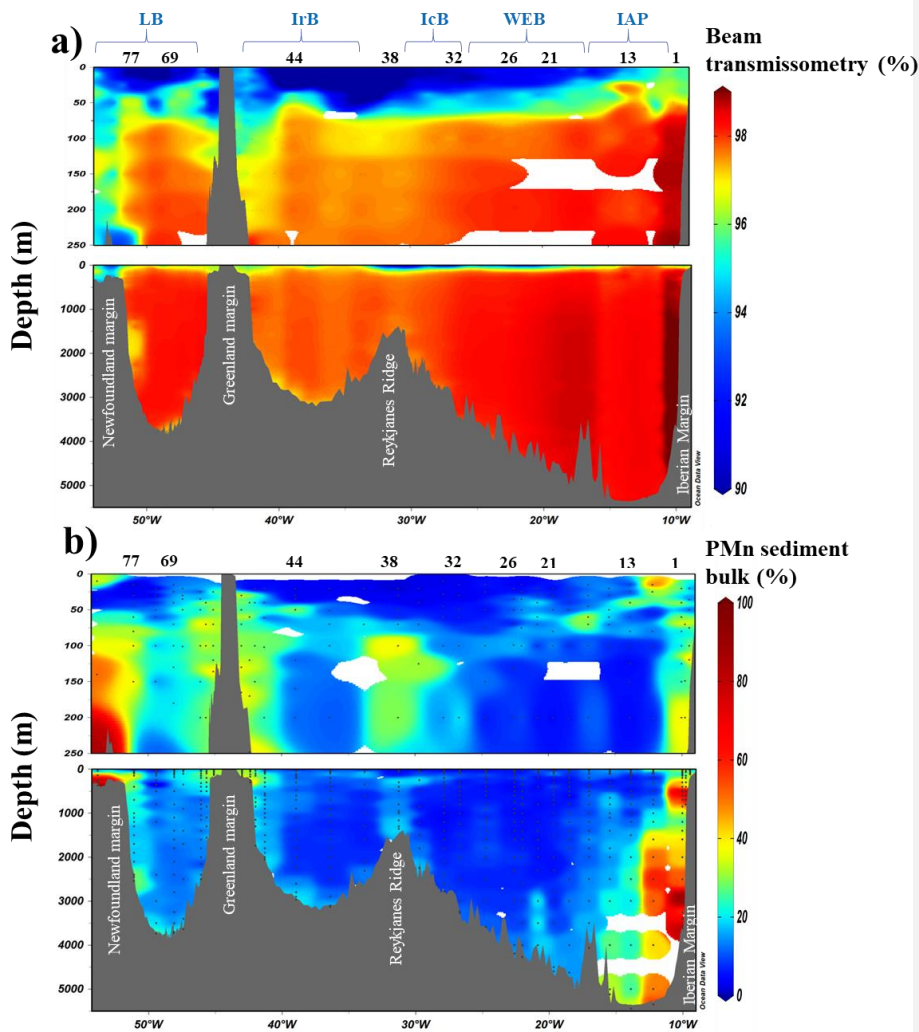 LB IrB IcB WEB IAP
a)
77 69 44 38 32 26 21 13 1
Beam
transmissometry (%)
0
50
100
150
200
250
98
96
94
92
90
Depth (m)
0
1000
2000
3000
4000
5000
Newfoundland margin
Greenland margin
Reykjanes Ridge
Iberian Margin
Ocean Data View
50°W 40°W 30°W 20°W 10°W
b)
77 69 44 38 32 26 21 13 1
PMn sediment
bulk (%)
0
50
100
150
200
250
100
80
60
40
20
0
Depth (m)
0
1000
2000
3000
4000
5000
Newfoundland margin
Greenland margin
Reykjanes Ridge
Iberian Margin
Ocean Data View
50°W 40°W 30°W 20°W 10°W